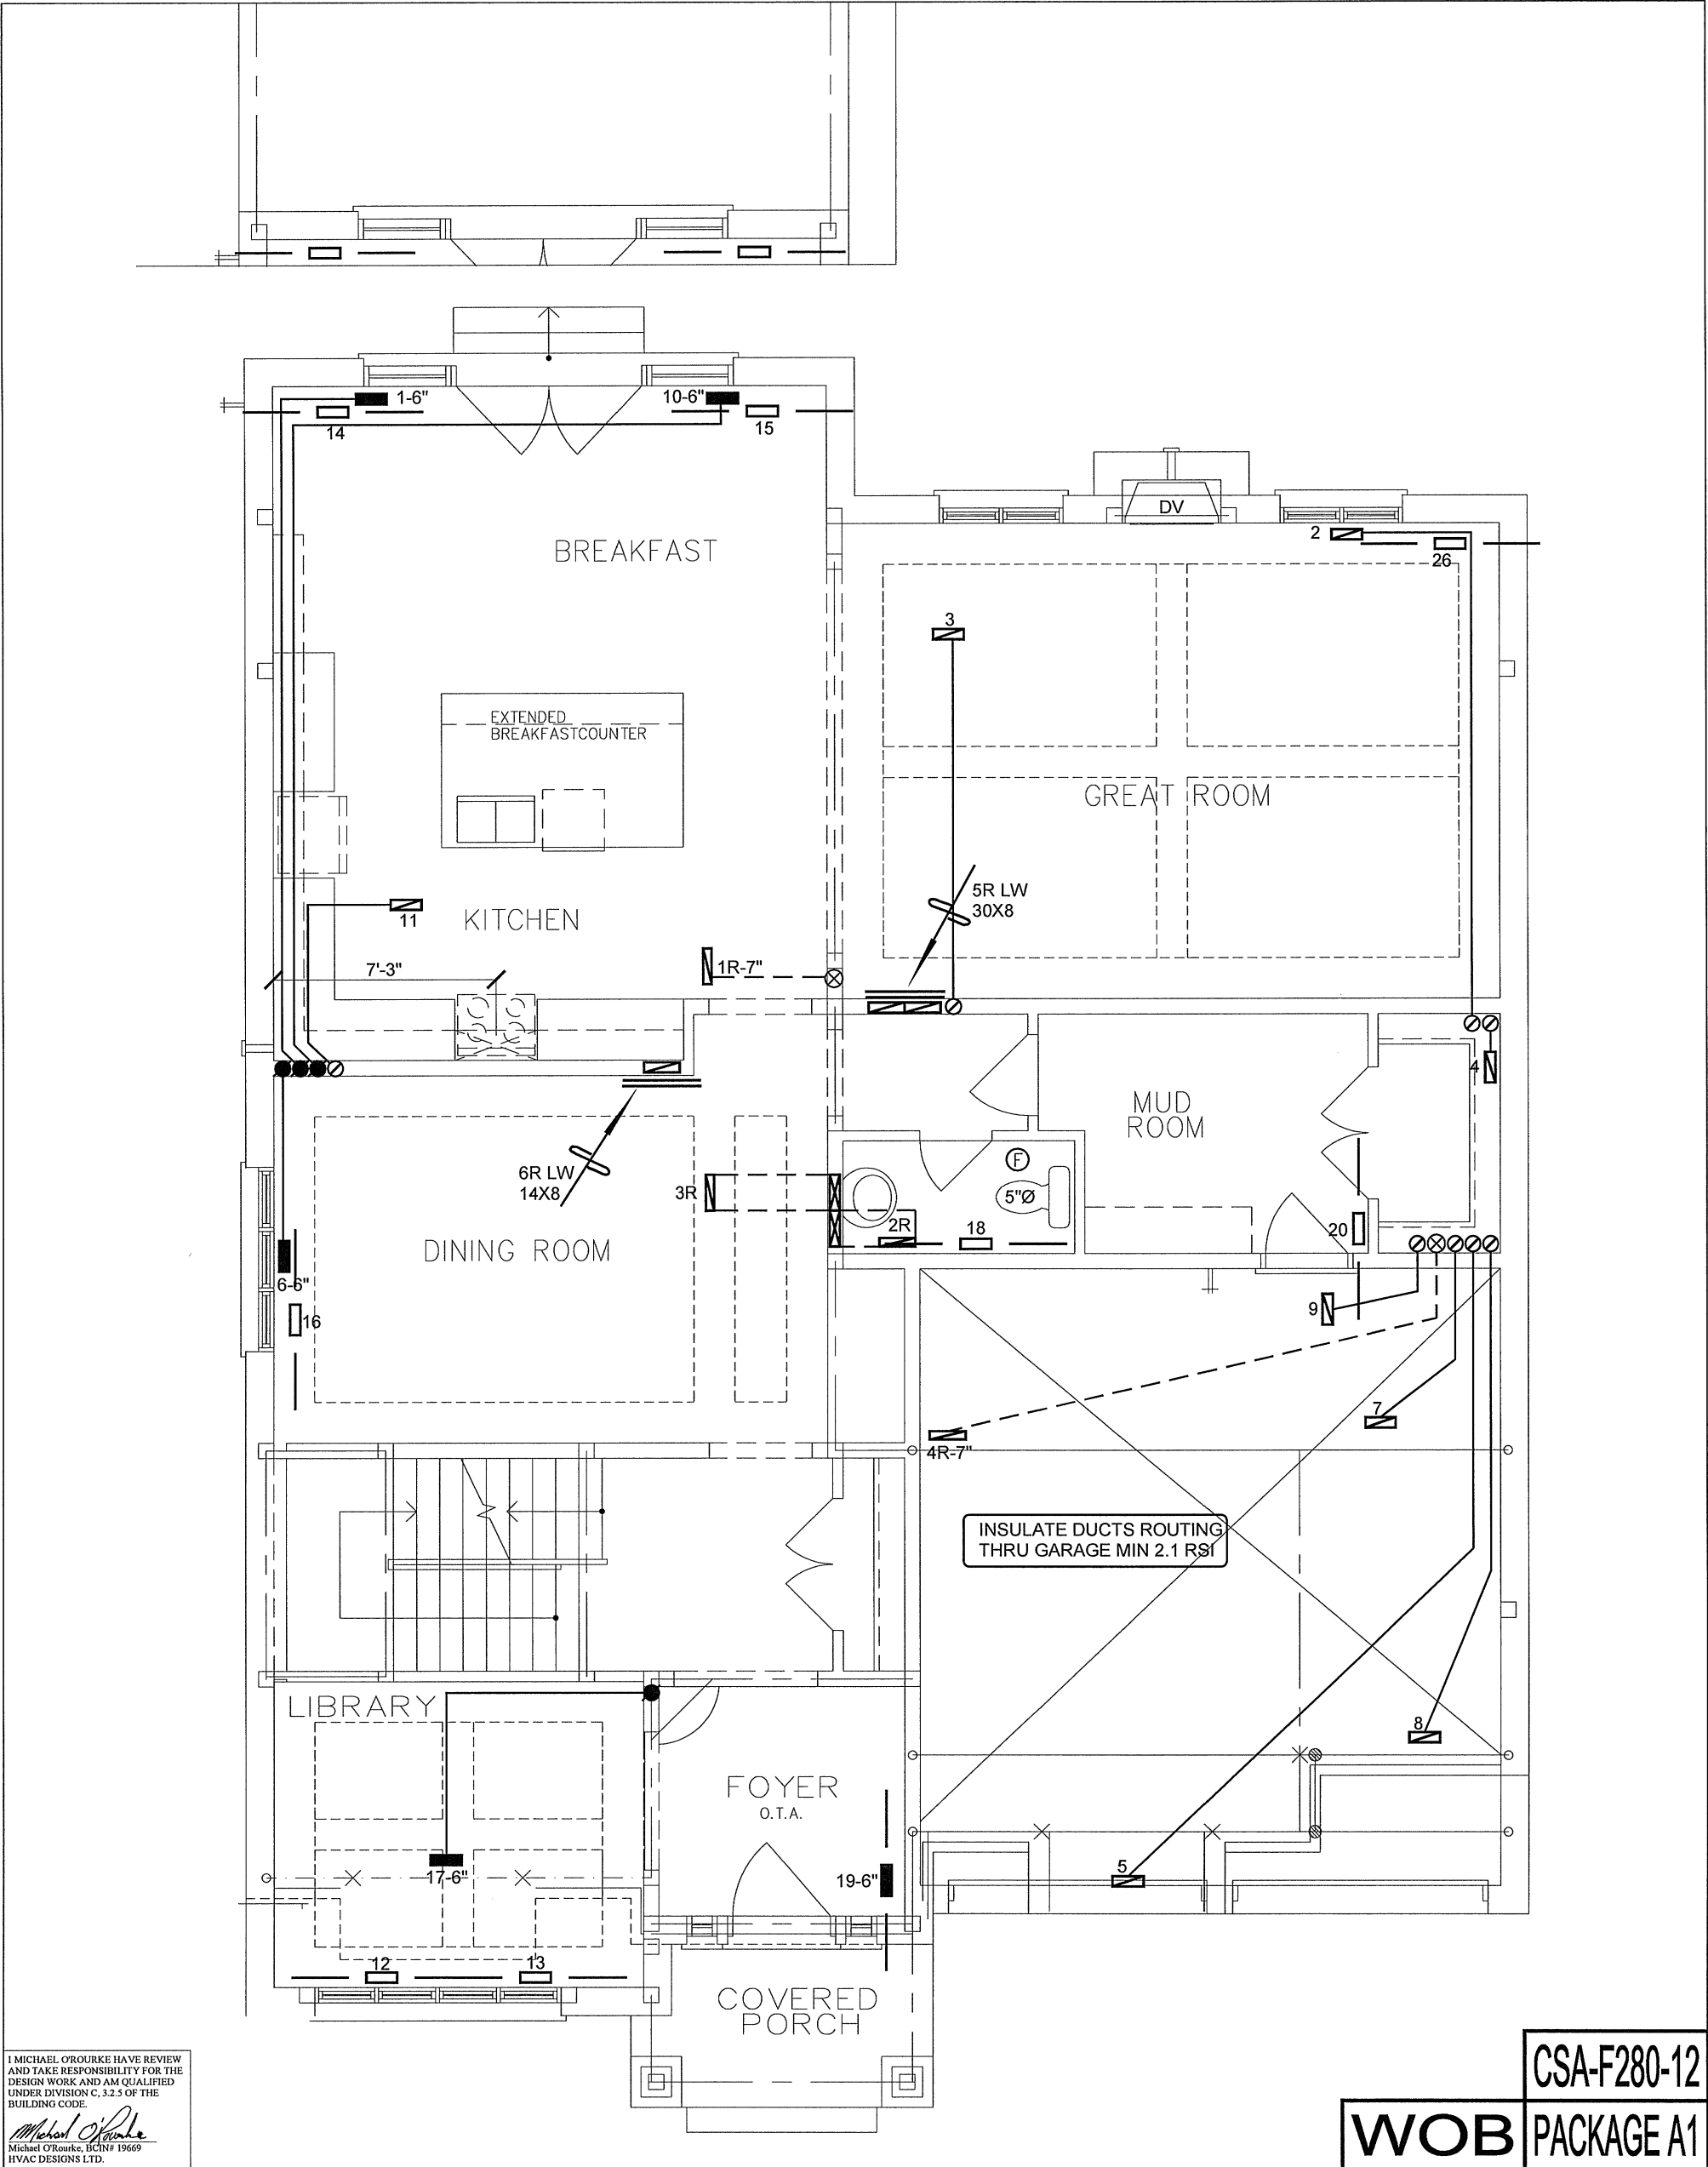 1-6"
10-6"
14
15
DV
2
26
BREAKFAST
3
EXTENDED
BREAKFASTCOUNTER
GREAT ROOM
5R LW
30X8
11
KITCHEN
7'-3"
1R-7"
4
MUD
ROOM
F
6R LW
14X8
3R
5"Ø
2R
18
20
DINING ROOM
6-6"
16
9
7
4R-7"
INSULATE DUCTS ROUTING
THRU GARAGE MIN 2.1 RSI
LIBRARY
8
FOYER
O.T.A.
17-6"
19-6"
5
12
13
COVERED
PORCH
I MICHAEL O'ROURKE HAVE REVIEW
AND TAKE RESPONSIBILITY FOR THE
DESIGN WORK AND AM QUALIFIED
UNDER DIVISION C, 3.2.5 OF THE
BUILDING CODE.
Michael O'Rourke
Michael O'Rourke, BCIN# 19669
HVAC DESIGNS LTD.
CSA-F280-12
WOB
PACKAGE A1